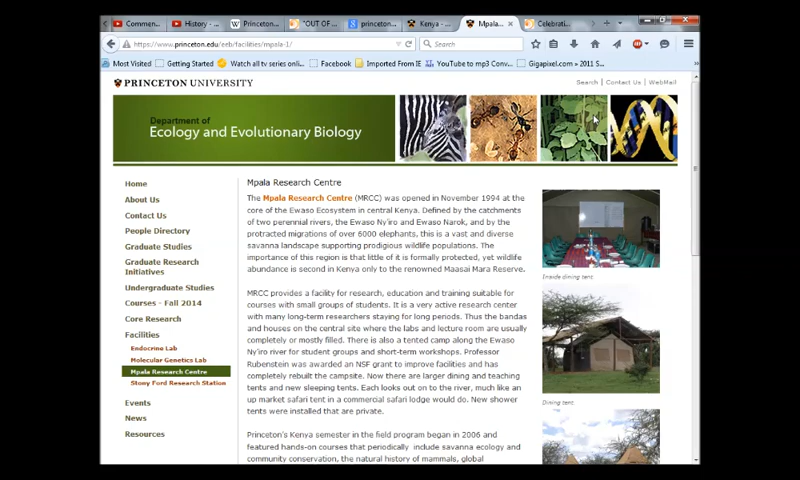 Commen...
History - ...
Princeton...
"OUT OF ...
princeton...
Kenya - ...
Mpala... ×
Celebrati...
https://www.princeton.edu/eeb/facilities/mpala-1/
Search
Most Visited
Getting Started
Watch all tv series onli...
Facebook
Imported From IE
YouTube to mp3 Conv...
Gigapixel.com » 2011 S...
PRINCETON UNIVERSITY
Search | Contact Us | WebMail
Department of
Ecology and Evolutionary Biology
Home
About Us
Contact Us
People Directory
Graduate Studies
Graduate Research
Initiatives
Undergraduate Studies
Courses - Fall 2014
Core Research
Facilities
Endocrine Lab
Molecular Genetics Lab
Mpala Research Centre
Stony Ford Research Station
Events
News
Resources
Mpala Research Centre
The Mpala Research Centre (MRCC) was opened in November 1994 at the
core of the Ewaso Ecosystem in central Kenya. Defined by the catchments
of two perennial rivers, the Ewaso Ny'iro and Ewaso Narok, and by the
protracted migrations of over 6000 elephants, this is a vast and diverse
savanna landscape supporting prodigious wildlife populations. The
importance of this region is that little of it is formally protected, yet wildlife
abundance is second in Kenya only to the renowned Maasai Mara Reserve.
MRCC provides a facility for research, education and training suitable for
courses with small groups of students. It is a very active research center
with many long-term researchers staying for long periods. Thus the bandas
and houses on the central site where the labs and lecture room are usually
completely or mostly filled. There is also a tented camp along the Ewaso
Ny'iro river for student groups and short-term workshops. Professor
Rubenstein was awarded an NSF grant to improve facilities and has
completely rebuilt the campsite. Now there are larger dining and teaching
tents and new sleeping tents. Each looks out on to the river, much like an
up market safari tent in a commercial safari lodge would do. New shower
tents were installed that are private.
Princeton's Kenya semester in the field program began in 2006 and
featured hands-on courses that periodically include savanna ecology and
community conservation, the natural history of mammals, global
Inside dining tent
Dining tent